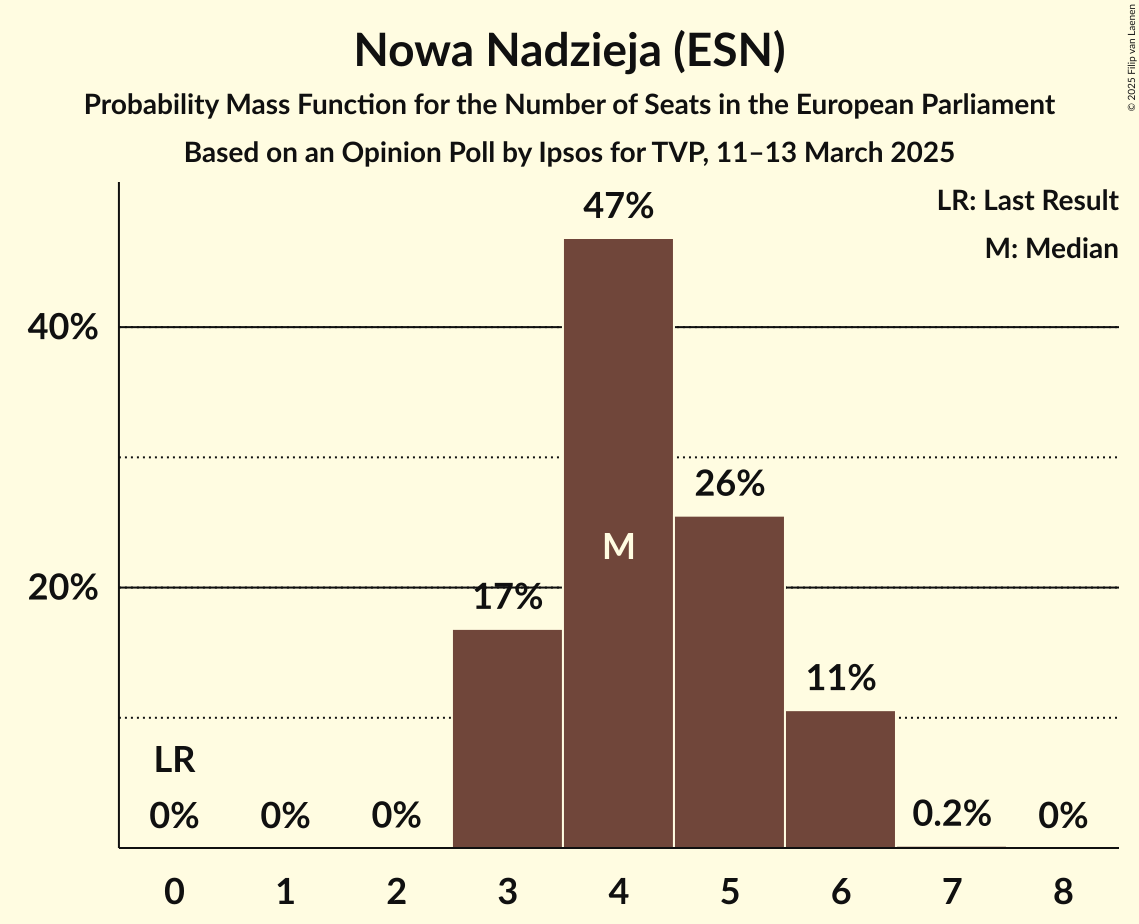 Nowa Nadzieja (ESN)
Probability Mass Function for the Number of Seats in the European Parliament
Based on an Opinion Poll by Ipsos for TVP, 11–13 March 2025
© 2025 Filip van Laenen
LR: Last Result
M: Median
47%
40%
26%
M
20%
17%
11%
LR
0%
0%
0%
0.2%
0%
0 1 2 3 4 5 6 7 8